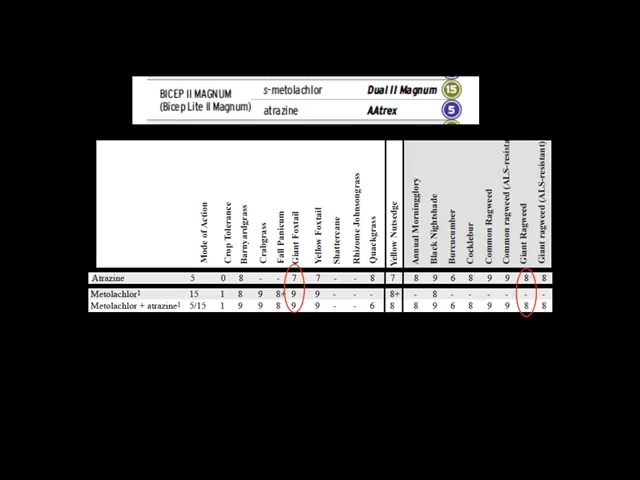 BICEP II MAGNUM
(Bicep Lite II Magnum)
s-metolachlor Dual II Magnum 15
atrazine AAtrex 5
Mode of Action
Crop Tolerance
Barnyardgrass
Crabgrass
Fall Panicum
Giant Foxtail
Yellow Foxtail
Shattercane
Rhizome Johnsongrass
Quackgrass
Yellow Nutsedge
Annual Morningglory
Black Nightshade
Burcucumber
Cocklebur
Common Ragweed
Common ragweed (ALS-resista
Giant Ragweed
Giant ragweed (ALS-resistant)
Atrazine 5 0 8 - - 7 7 - - 8 7 8 9 6 8 9 9 8 8
Metolachlor1 15 1 8 9 8+ 9 9 - - - 8+ - 8 - - - - - -
Metolachlor + atrazine1 5/15 1 9 9 8 9 9 - - 6 8 8 9 6 8 9 9 8 8